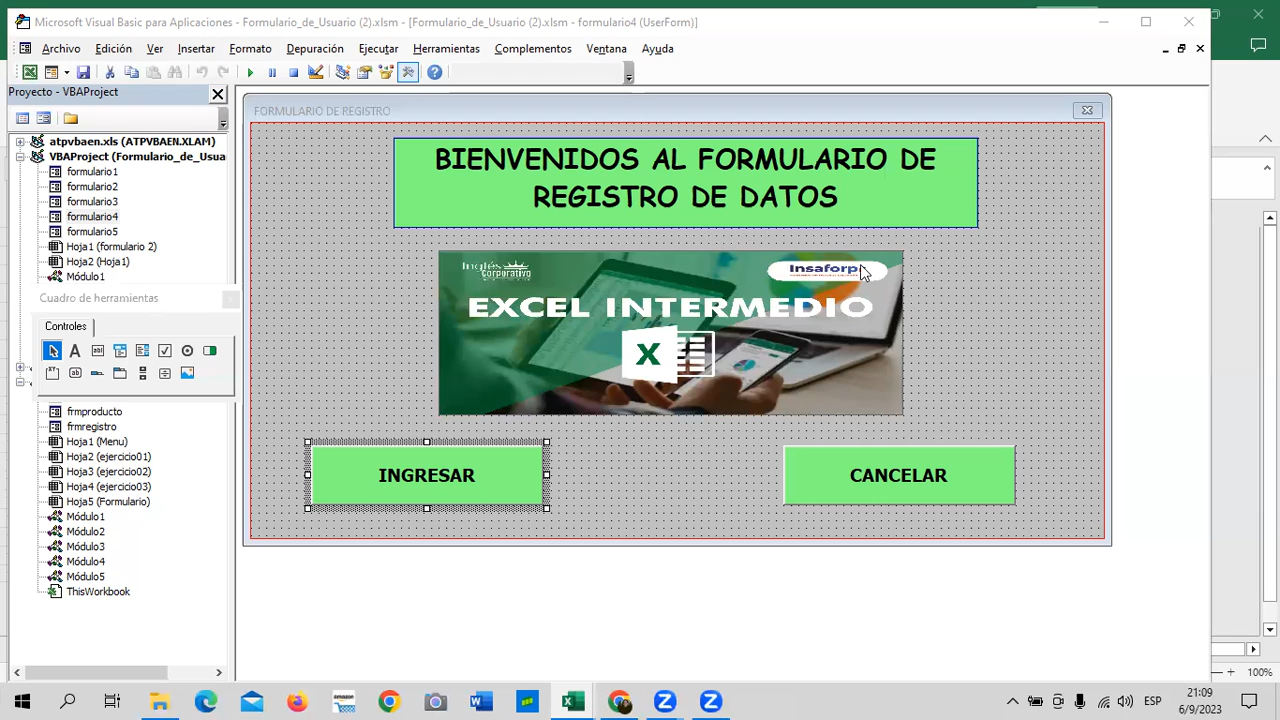 Microsoft Visual Basic para Aplicaciones - Formulario_de_Usuario (2).xlsm - [Formulario_de_Usuario (2).xlsm - formulario4 (UserForm)]
Archivo Edición Ver Insertar Formato Depuración Ejecutar Herramientas Complementos Ventana Ayuda
Proyecto - VBAProject
atpvbaen.xls (ATPVBAEN.XLAM)
VBAProject (Formulario_de_Usua
formulario1
formulario2
formulario3
formulario4
formulario5
Hoja1 (formulario 2)
Hoja2 (Hoja1)
Módulo1
Cuadro de herramientas
Controles
frmproducto
frmregistro
Hoja1 (Menu)
Hoja2 (ejercicio01)
Hoja3 (ejercicio02)
Hoja4 (ejercicio03)
Hoja5 (Formulario)
Módulo1
Módulo2
Módulo3
Módulo4
Módulo5
ThisWorkbook
FORMULARIO DE REGISTRO
BIENVENIDOS AL FORMULARIO DE
REGISTRO DE DATOS
Inglés
Corporativo
Insaforp
EXCEL INTERMEDIO
X
INGRESAR
CANCELAR
100%
ESP
21:09
6/9/2023